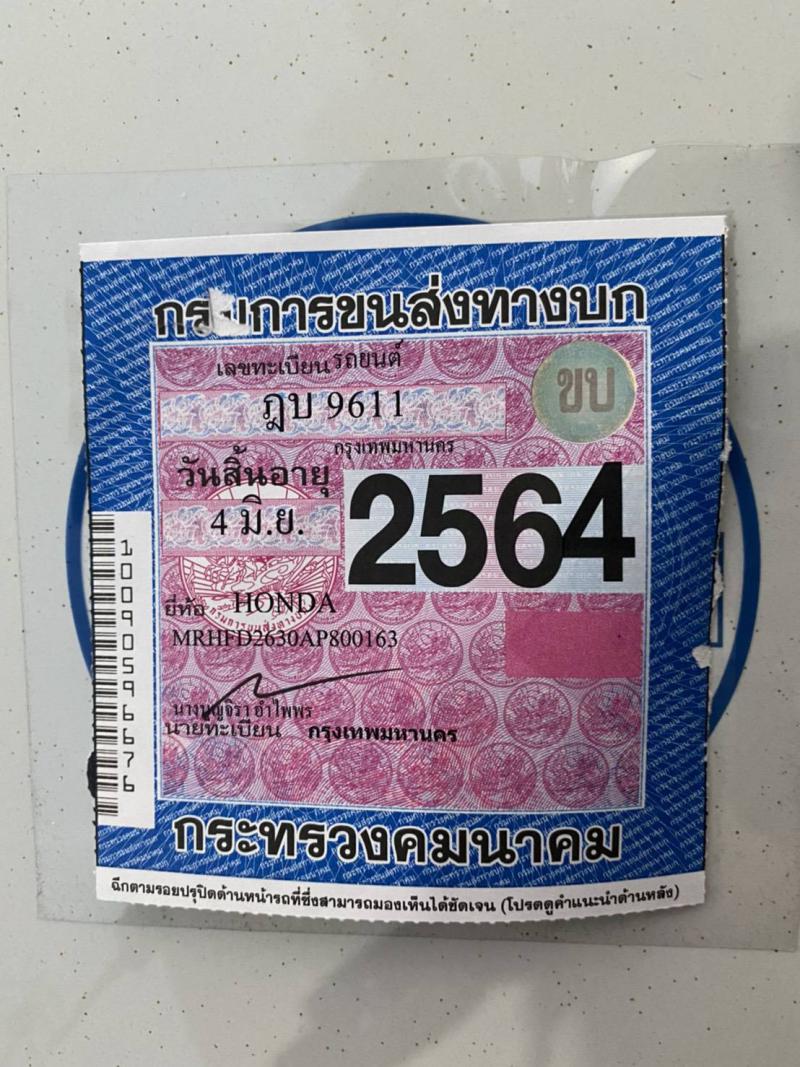 กรมการขนส่งทางบก
เลขทะเบียนรถยนต์
ขบ
ฎบ 9611
กรุงเทพมหานคร
วันสิ้นอายุ
4 มิ.ย.
2564
ยี่ห้อ HONDA
MRHFD2630AP800163
นายทะเบียน กรุงเทพมหานคร
10090596676
กระทรวงคมนาคม
ฉีกตามรอยปรุปิดด้านหน้ารถที่ซึ่งสามารถมองเห็นได้ชัดเจน (โปรดดูคำแนะนำด้านหลัง)